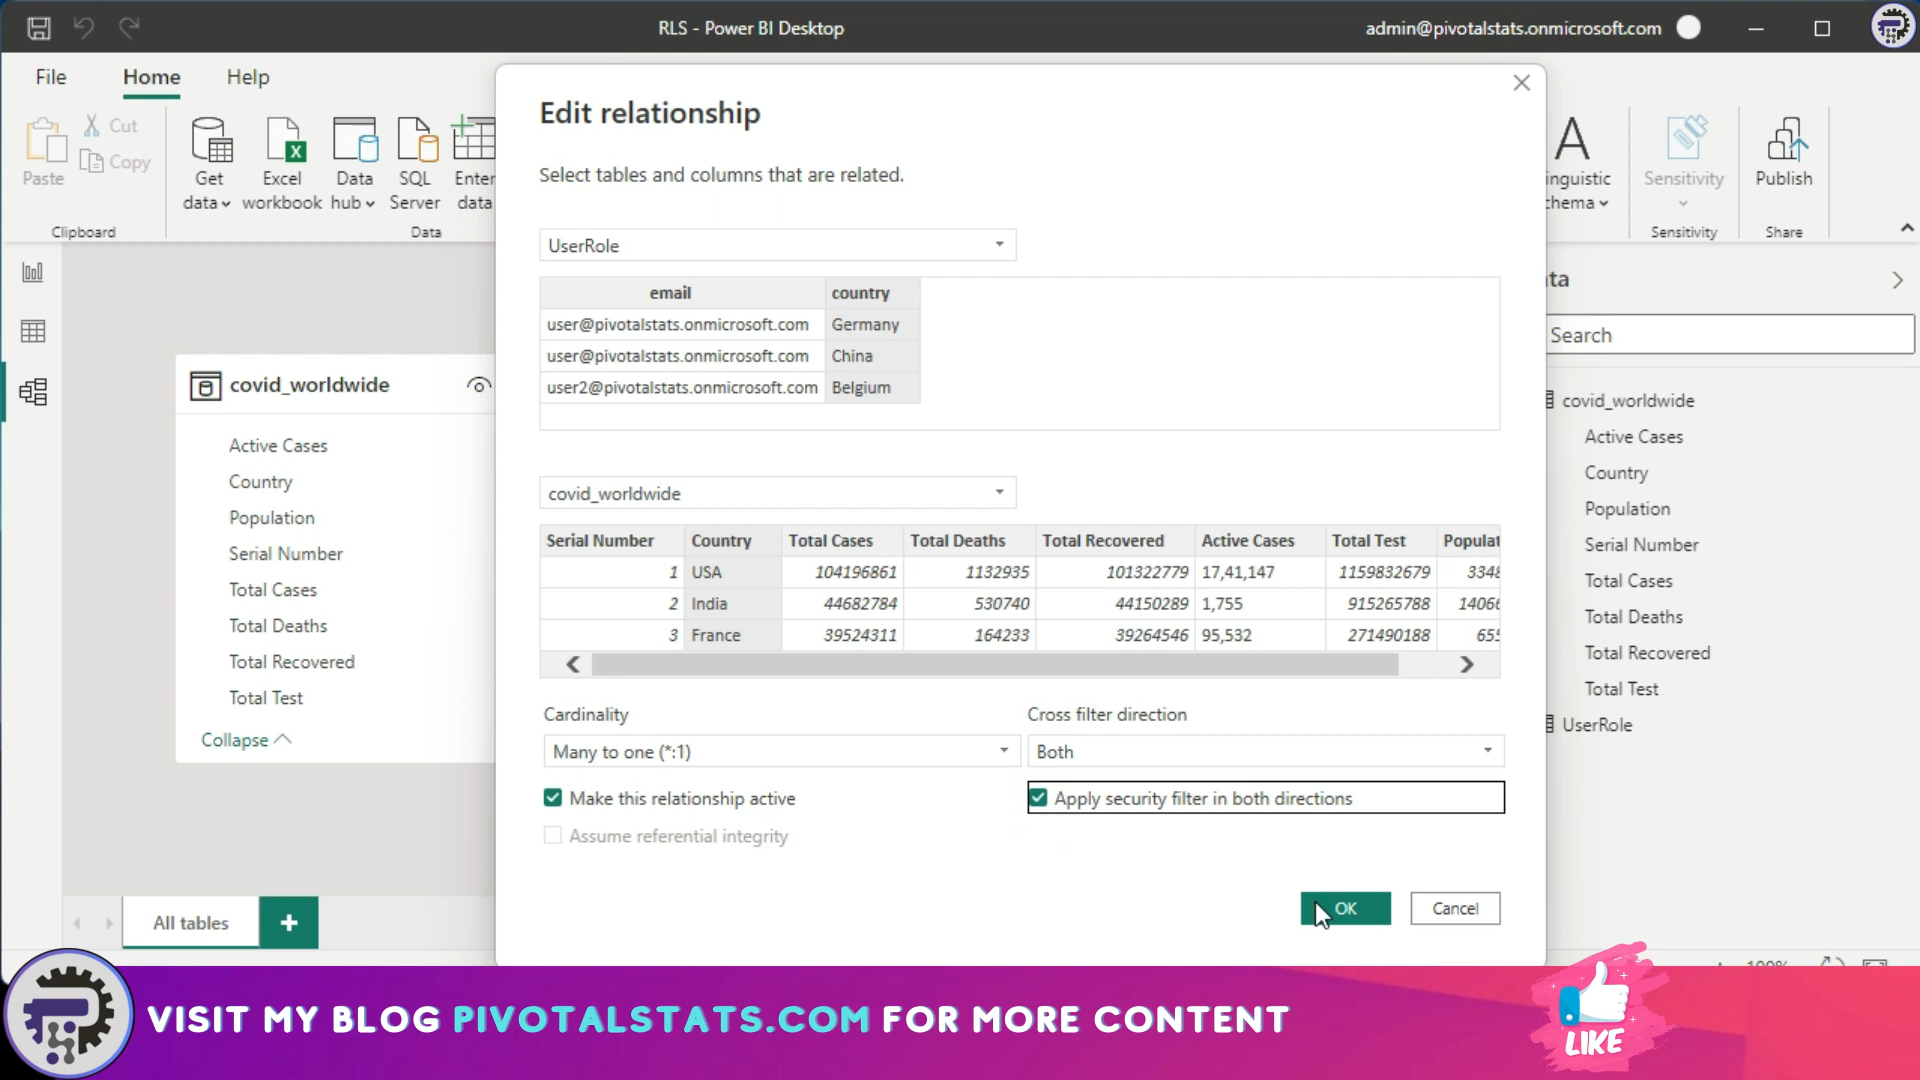 RLS - Power BI Desktop
admin@pivotalstats.onmicrosoft.com
File
Home
Help
Paste
Cut
Copy
Clipboard
Get data
Excel workbook
Data hub
SQL Server
Enter data
Data
inguistic
chema
Sensitivity
Sensitivity
Publish
Share
Edit relationship
Select tables and columns that are related.
UserRole
email country
user@pivotalstats.onmicrosoft.com Germany
user@pivotalstats.onmicrosoft.com China
user2@pivotalstats.onmicrosoft.com Belgium
covid_worldwide
Serial Number Country Total Cases Total Deaths Total Recovered Active Cases Total Test Populat
1 USA 104196861 1132935 101322779 17,41,147 1159832679 3348
2 India 44682784 530740 44150289 1,755 915265788 1406
3 France 39524311 164233 39264546 95,532 271490188 655
Cardinality
Many to one (*:1)
Cross filter direction
Both
Make this relationship active
Apply security filter in both directions
Assume referential integrity
OK
Cancel
covid_worldwide
Active Cases
Country
Population
Serial Number
Total Cases
Total Deaths
Total Recovered
Total Test
Collapse
All tables
+
ta
Search
covid_worldwide
Active Cases
Country
Population
Serial Number
Total Cases
Total Deaths
Total Recovered
Total Test
UserRole
VISIT MY BLOG PIVOTALSTATS.COM FOR MORE CONTENT
LIKE